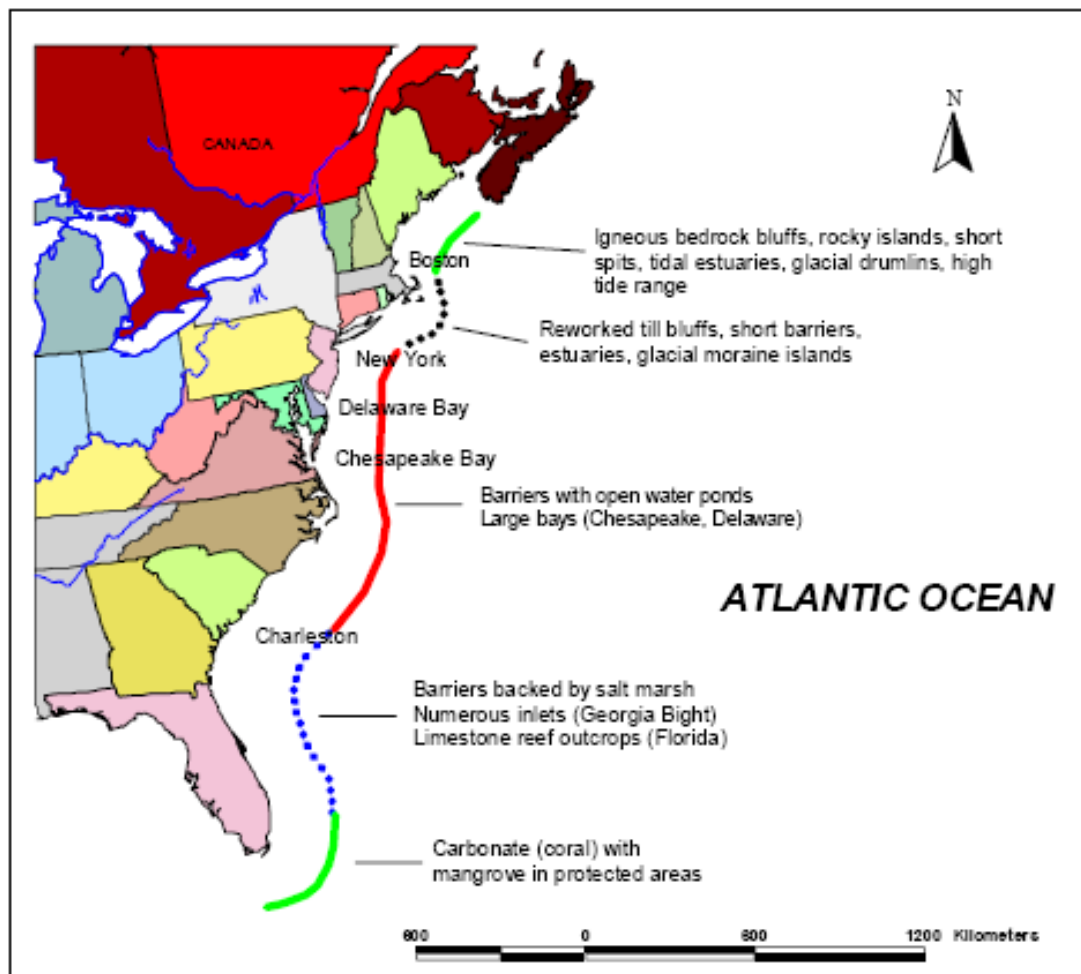 N
CANADA
Igneous bedrock bluffs, rocky islands, short
spits, tidal estuaries, glacial drumlins, high
tide range
Boston
Reworked till bluffs, short barriers,
estuaries, glacial moraine islands
New York
Delaware Bay
Chesapeake Bay
Barriers with open water ponds
Large bays (Chesapeake, Delaware)
ATLANTIC OCEAN
Charleston
Barriers backed by salt marsh
Numerous inlets (Georgia Bight)
Limestone reef outcrops (Florida)
Carbonate (coral) with
mangrove in protected areas
600 0 600 1200 Kilometers